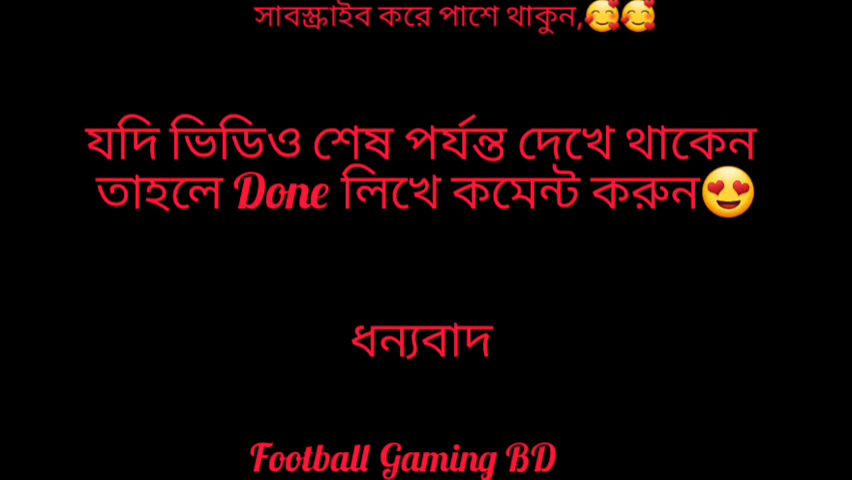 সাবস্ক্রাইব করে পাশে থাকুন,🥰🥰
যদি ভিডিও শেষ পর্যন্ত দেখে থাকেন
তাহলে Done লিখে কমেন্ট করুন😍
ধন্যবাদ
Football Gaming BD